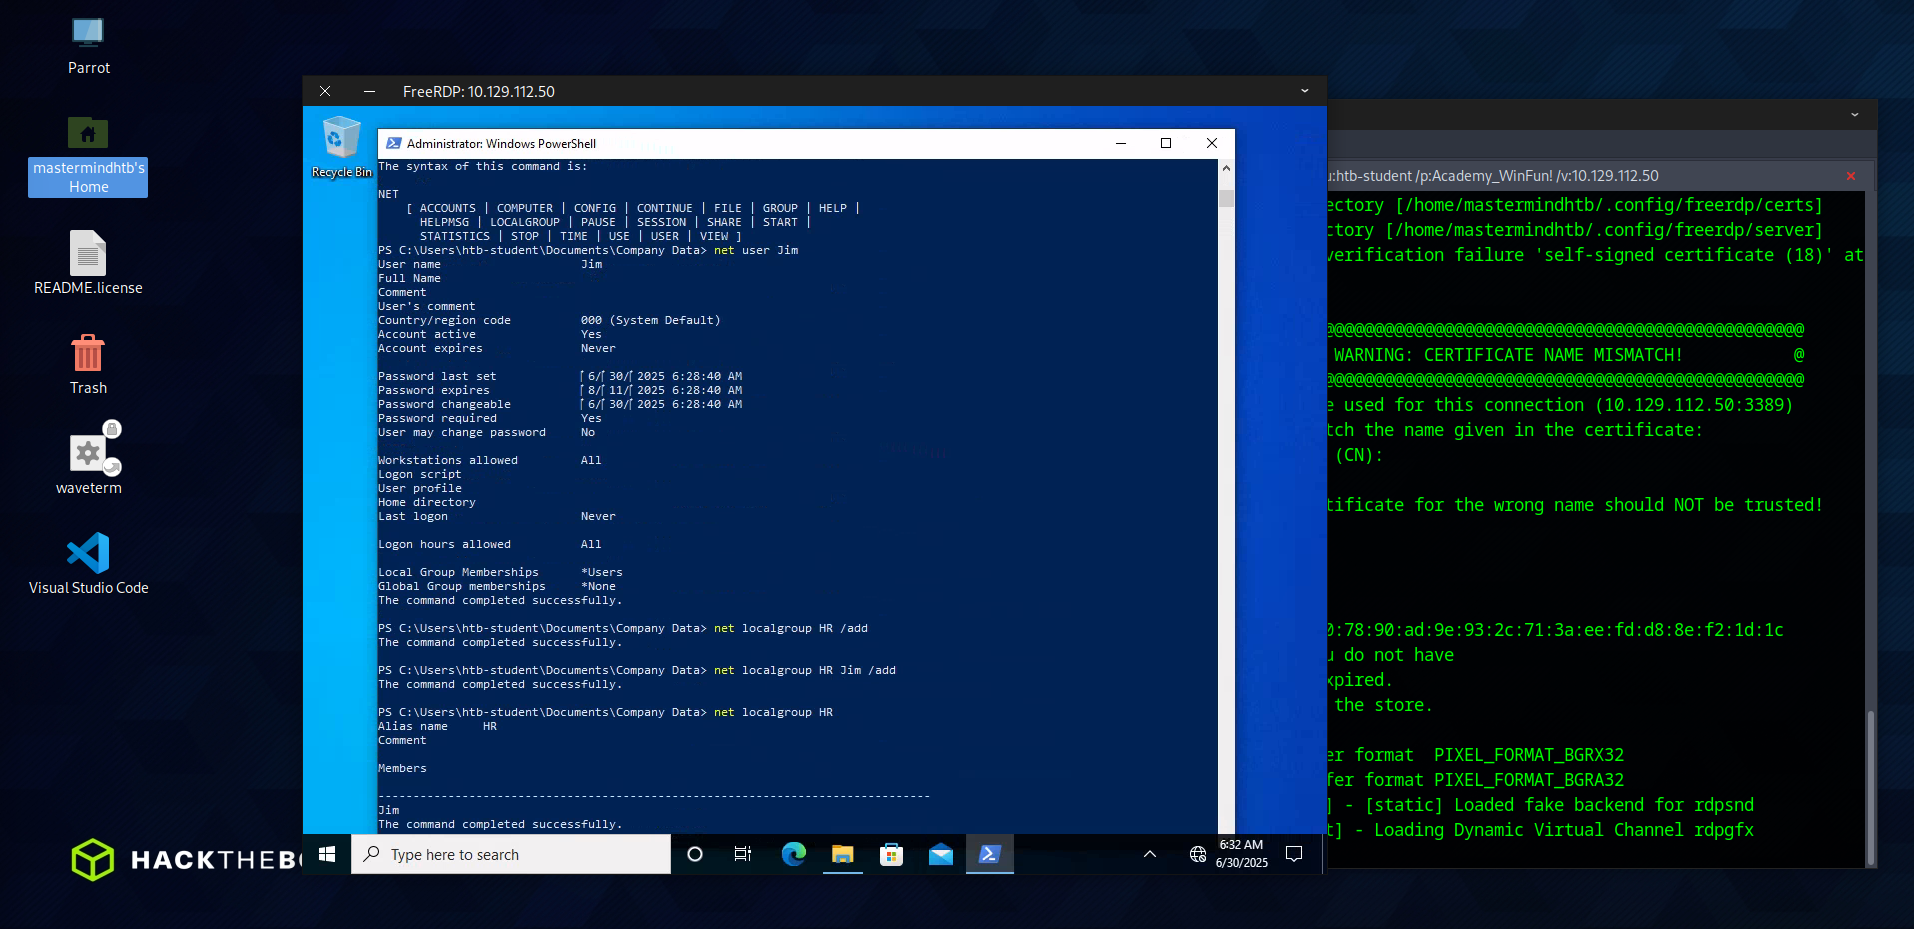 Parrot
mastermindhtb's
Home
README.license
Trash
waveterm
Visual Studio Code
HACKTHEB
FreeRDP: 10.129.112.50
Recycle Bin
Administrator: Windows PowerShell
The syntax of this command is:
NET
[ ACCOUNTS | COMPUTER | CONFIG | CONTINUE | FILE | GROUP | HELP |
HELPMSG | LOCALGROUP | PAUSE | SESSION | SHARE | START |
STATISTICS | STOP | TIME | USE | USER | VIEW ]
PS C:\Users\htb-student\Documents\Company Data> net user Jim
User name Jim
Full Name
Comment
User's comment
Country/region code 000 (System Default)
Account active Yes
Account expires Never
Password last set 6/30/2025 6:28:40 AM
Password expires 8/11/2025 6:28:40 AM
Password changeable 6/30/2025 6:28:40 AM
Password required Yes
User may change password No
Workstations allowed All
Logon script
User profile
Home directory
Last logon Never
Logon hours allowed All
Local Group Memberships *Users
Global Group memberships *None
The command completed successfully.
PS C:\Users\htb-student\Documents\Company Data> net localgroup HR /add
The command completed successfully.
PS C:\Users\htb-student\Documents\Company Data> net localgroup HR Jim /add
The command completed successfully.
PS C:\Users\htb-student\Documents\Company Data> net localgroup HR
Alias name HR
Comment
Members
-------------------------------------------------------------------------------
Jim
The command completed successfully.
Type here to search
6:32 AM
6/30/2025
u:htb-student /p:Academy_WinFun! /v:10.129.112.50
ectory [/home/mastermindhtb/.config/freerdp/certs]
ctory [/home/mastermindhtb/.config/freerdp/server]
verification failure 'self-signed certificate (18)' at
@@@@@@@@@@@@@@@@@@@@@@@@@@@@@@@@@@@@@@@@@@@@@@@@
WARNING: CERTIFICATE NAME MISMATCH! @
@@@@@@@@@@@@@@@@@@@@@@@@@@@@@@@@@@@@@@@@@@@@@@@@
e used for this connection (10.129.112.50:3389)
tch the name given in the certificate:
(CN):
tificate for the wrong name should NOT be trusted!
0:78:90:ad:9e:93:2c:71:3a:ee:fd:d8:8e:f2:1d:1c
u do not have
xpired.
the store.
er format PIXEL_FORMAT_BGRX32
fer format PIXEL_FORMAT_BGRA32
] - [static] Loaded fake backend for rdpsnd
t] - Loading Dynamic Virtual Channel rdpgfx